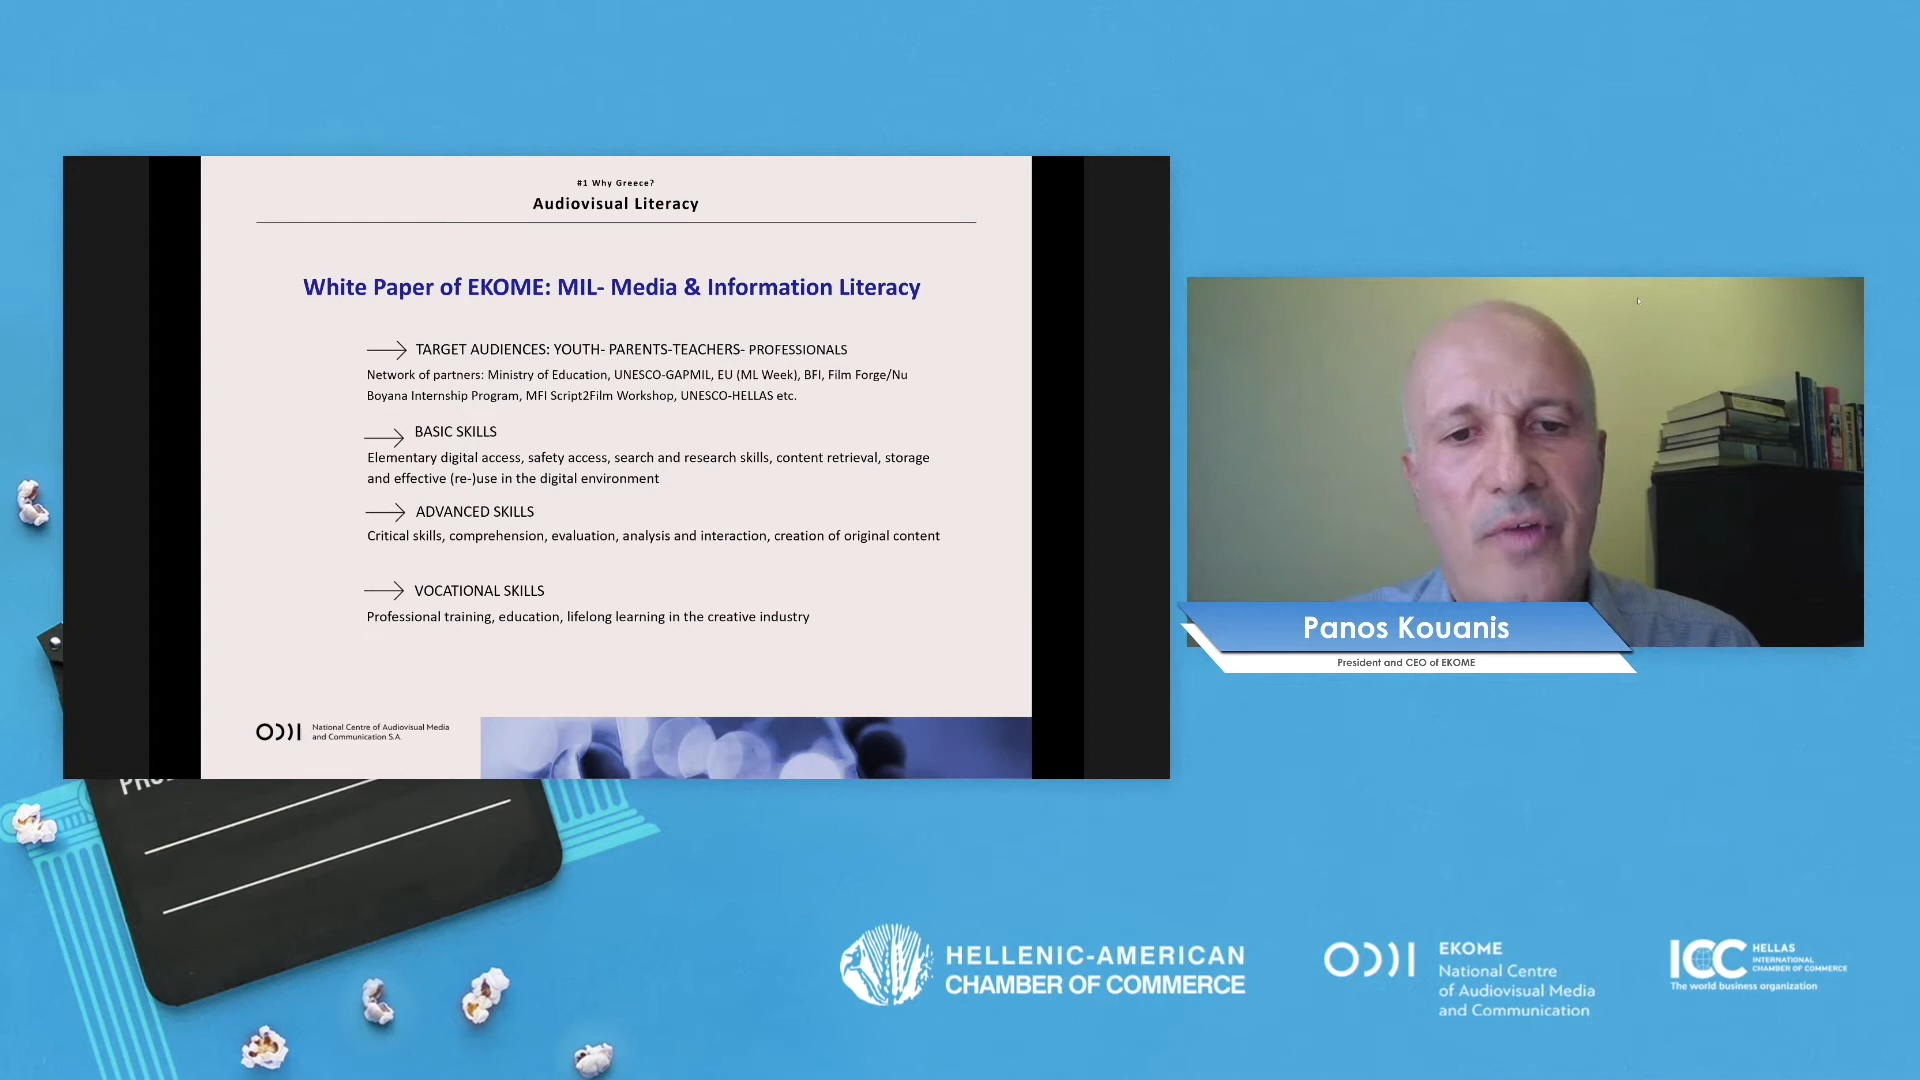 #1 Why Greece?
Audiovisual Literacy
White Paper of EKOME: MIL- Media & Information Literacy
TARGET AUDIENCES: YOUTH- PARENTS-TEACHERS- PROFESSIONALS
Network of partners: Ministry of Education, UNESCO-GAPMIL, EU (ML Week), BFI, Film Forge/Nu
Boyana Internship Program, MFI Script2Film Workshop, UNESCO-HELLAS etc.
BASIC SKILLS
Elementary digital access, safety access, search and research skills, content retrieval, storage
and effective (re-)use in the digital environment
ADVANCED SKILLS
Critical skills, comprehension, evaluation, analysis and interaction, creation of original content
VOCATIONAL SKILLS
Professional training, education, lifelong learning in the creative industry
National Centre of Audiovisual Media
and Communication S.A.
Panos Kouanis
President and CEO of EKOME
HELLENIC-AMERICAN
CHAMBER OF COMMERCE
EKOME
National Centre
of Audiovisual Media
and Communication
ICC
HELLAS
INTERNATIONAL
CHAMBER OF COMMERCE
The world business organization